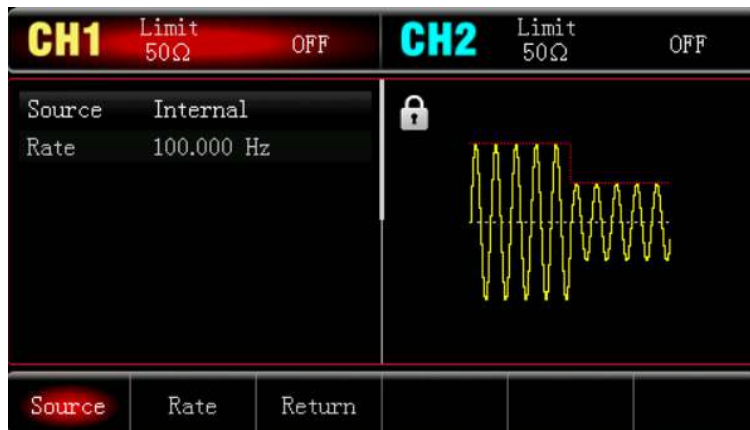 CH1 Limit 50Ω OFF CH2 Limit 50Ω OFF
Source Internal
Rate 100.000 Hz
Source Rate Return